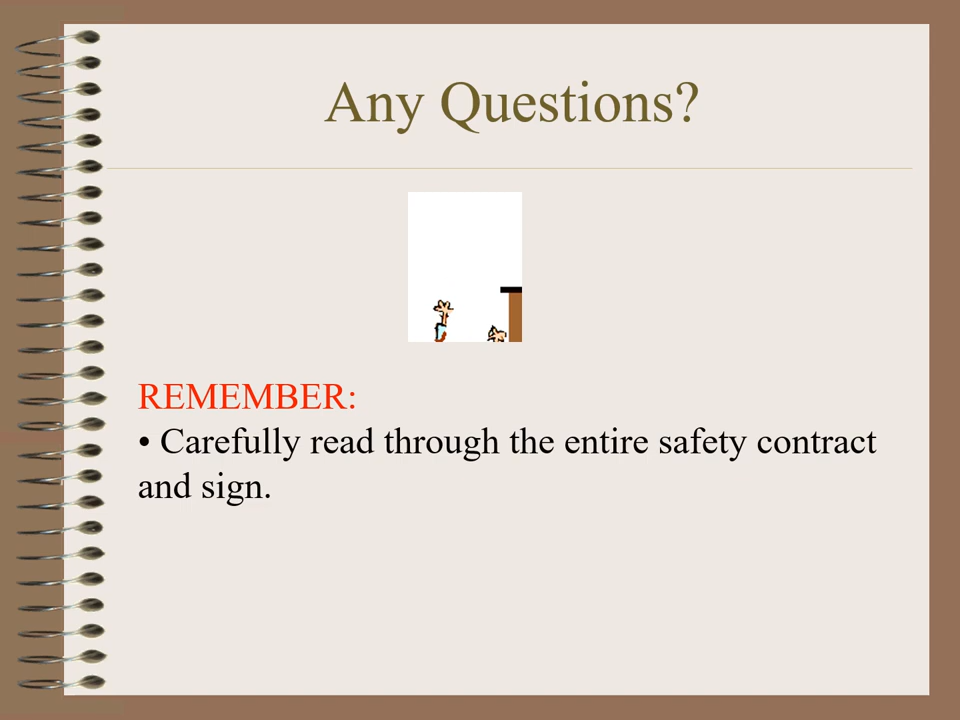 Any Questions?
REMEMBER:
• Carefully read through the entire safety contract
and sign.